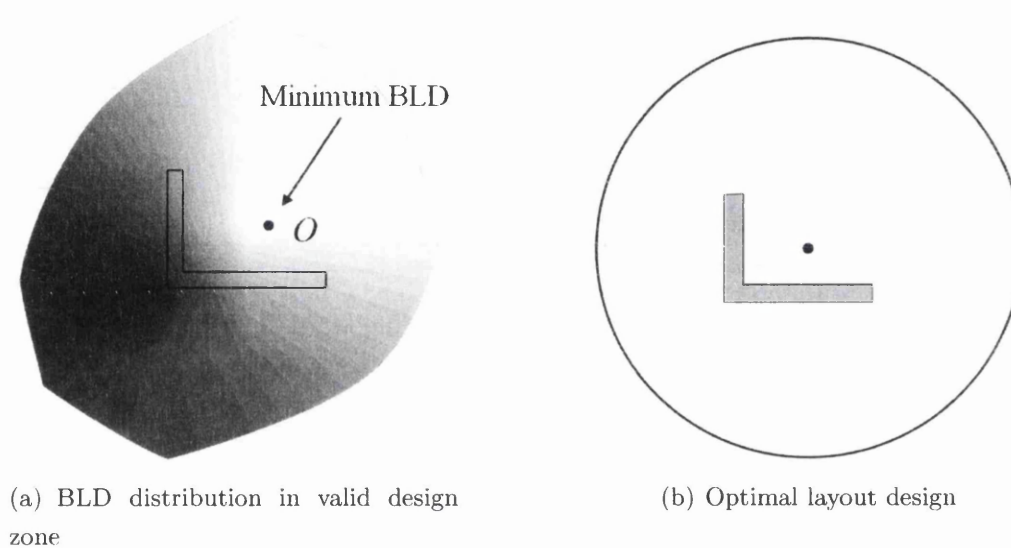 Minimum BLD
O
(a) BLD distribution in valid design
zone
(b) Optimal layout design